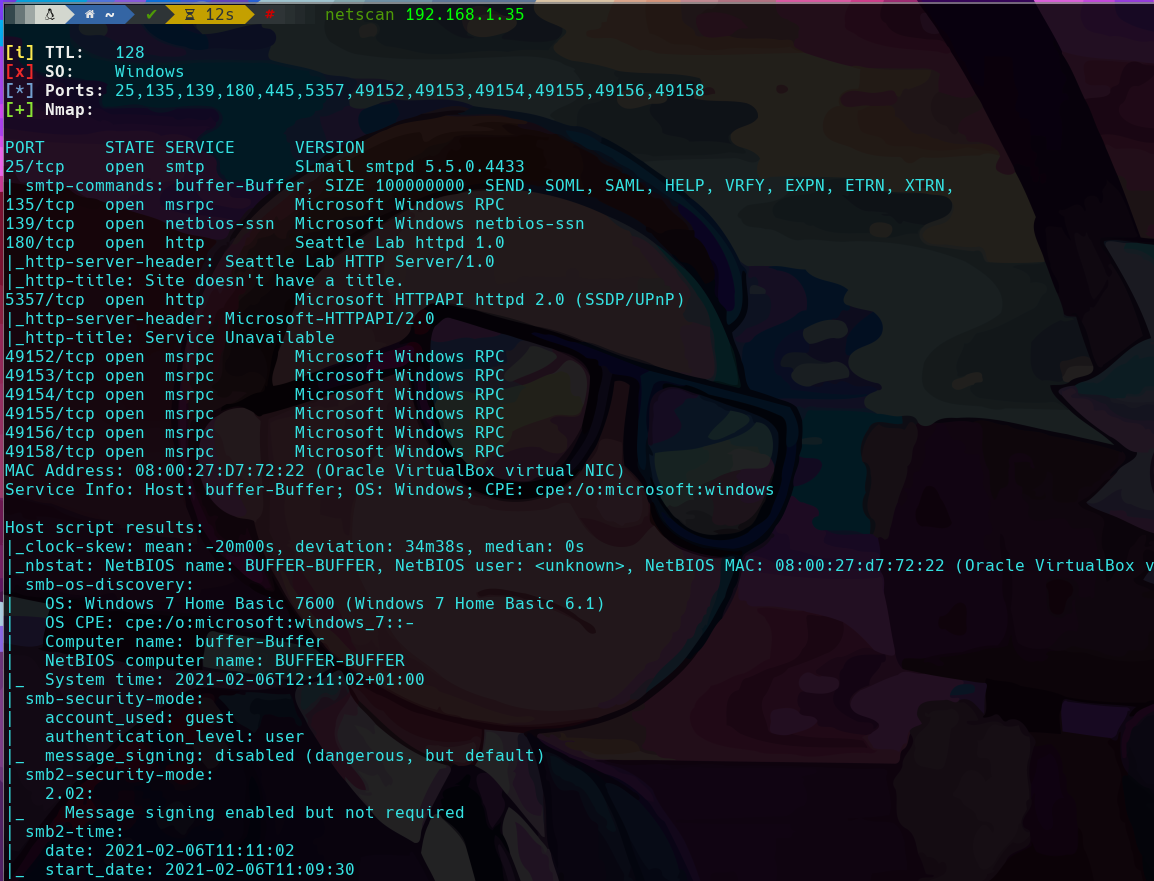 ~ ✔ 12s netscan 192.168.1.35
[i] TTL: 128
[x] SO: Windows
[*] Ports: 25,135,139,180,445,5357,49152,49153,49154,49155,49156,49158
[+] Nmap:
PORT STATE SERVICE VERSION
25/tcp open smtp SLmail smtpd 5.5.0.4433
| smtp-commands: buffer-Buffer, SIZE 100000000, SEND, SOML, SAML, HELP, VRFY, EXPN, ETRN, XTRN,
135/tcp open msrpc Microsoft Windows RPC
139/tcp open netbios-ssn Microsoft Windows netbios-ssn
180/tcp open http Seattle Lab httpd 1.0
|_http-server-header: Seattle Lab HTTP Server/1.0
|_http-title: Site doesn't have a title.
5357/tcp open http Microsoft HTTPAPI httpd 2.0 (SSDP/UPnP)
|_http-server-header: Microsoft-HTTPAPI/2.0
|_http-title: Service Unavailable
49152/tcp open msrpc Microsoft Windows RPC
49153/tcp open msrpc Microsoft Windows RPC
49154/tcp open msrpc Microsoft Windows RPC
49155/tcp open msrpc Microsoft Windows RPC
49156/tcp open msrpc Microsoft Windows RPC
49158/tcp open msrpc Microsoft Windows RPC
MAC Address: 08:00:27:D7:72:22 (Oracle VirtualBox virtual NIC)
Service Info: Host: buffer-Buffer; OS: Windows; CPE: cpe:/o:microsoft:windows
Host script results:
|_clock-skew: mean: -20m00s, deviation: 34m38s, median: 0s
|_nbstat: NetBIOS name: BUFFER-BUFFER, NetBIOS user: <unknown>, NetBIOS MAC: 08:00:27:d7:72:22 (Oracle VirtualBox v
| smb-os-discovery:
|   OS: Windows 7 Home Basic 7600 (Windows 7 Home Basic 6.1)
|   OS CPE: cpe:/o:microsoft:windows_7::-
|   Computer name: buffer-Buffer
|   NetBIOS computer name: BUFFER-BUFFER
|_  System time: 2021-02-06T12:11:02+01:00
| smb-security-mode:
|   account_used: guest
|   authentication_level: user
|_  message_signing: disabled (dangerous, but default)
| smb2-security-mode:
|   2.02:
|_    Message signing enabled but not required
| smb2-time:
|   date: 2021-02-06T11:11:02
|_  start_date: 2021-02-06T11:09:30